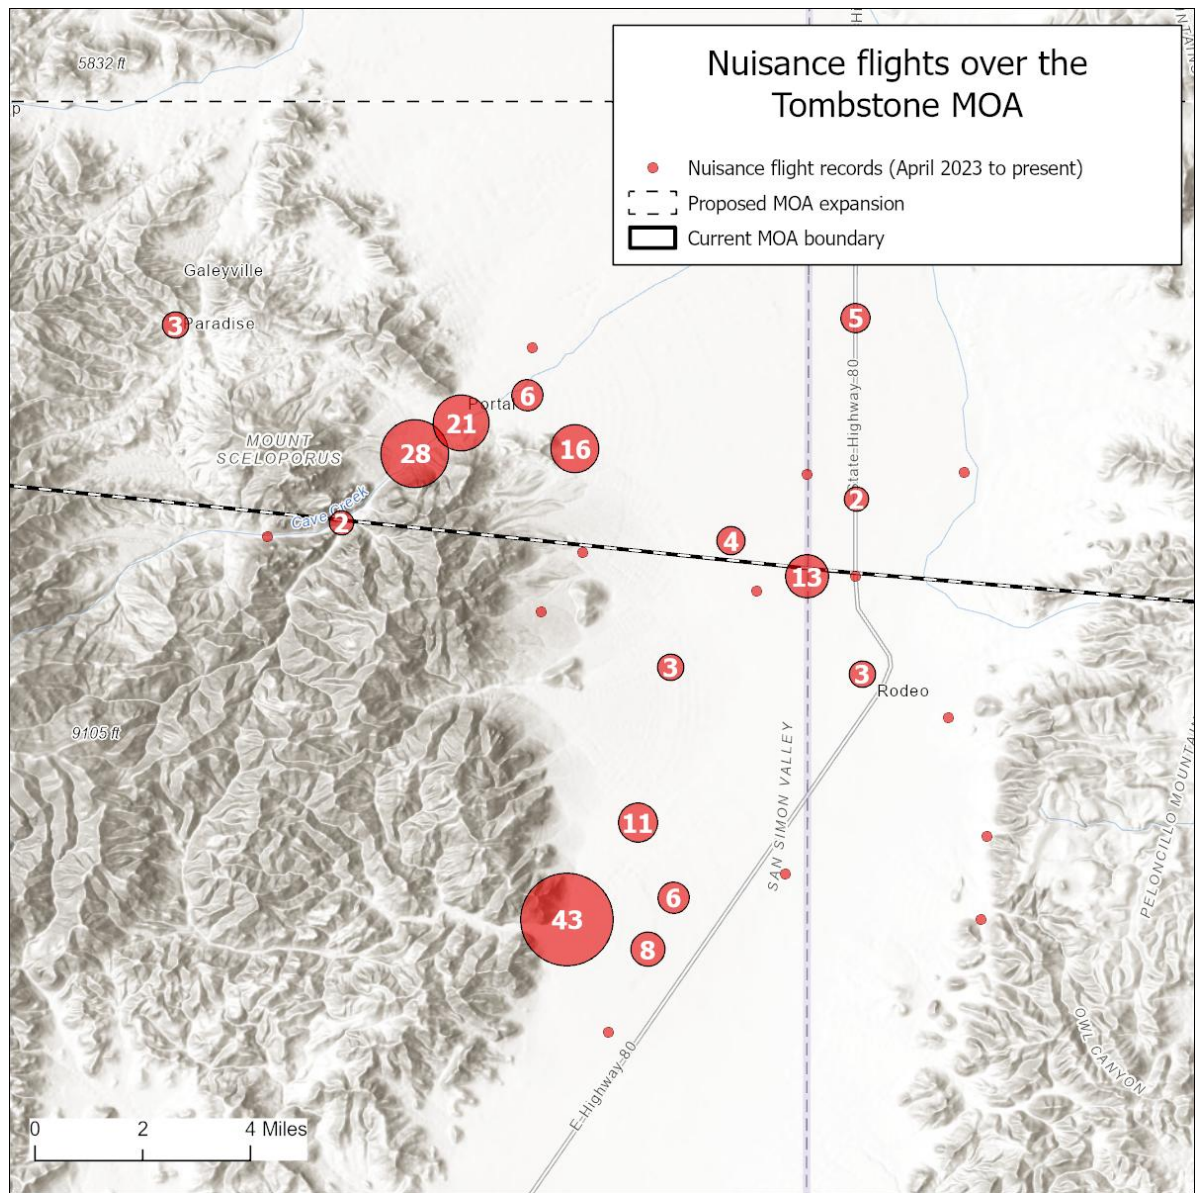 Nuisance flights over the
Tombstone MOA
Nuisance flight records (April 2023 to present)
Proposed MOA expansion
Current MOA boundary
5832 ft
p
Hi
Galeyville
3
Paradise
5
6
Portal
21
28
16
MOUNT
SCELOPORUS
State-Highway-80
2
Cave Creek
2
4
13
3
3
Rodeo
9105 ft
SAN SIMON VALLEY
PELONCILLO MOUNTAIN
11
6
43
8
OWL CANYON
E-Highway-80
0 2 4 Miles